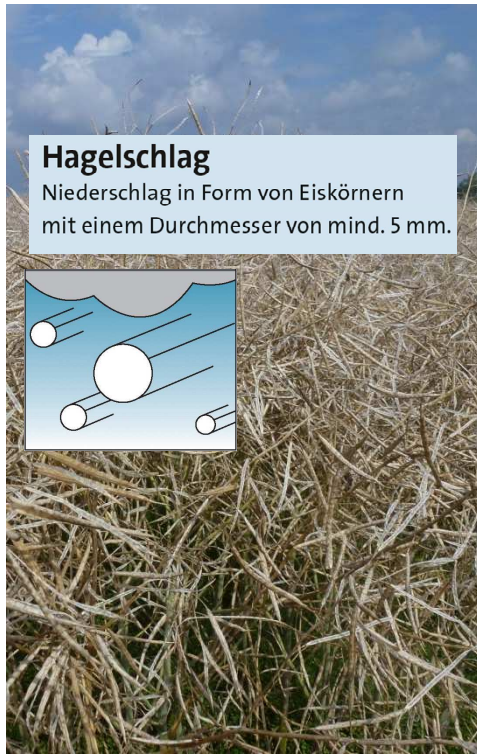 Hagelschlag
Niederschlag in Form von Eiskörnern
mit einem Durchmesser von mind. 5 mm.